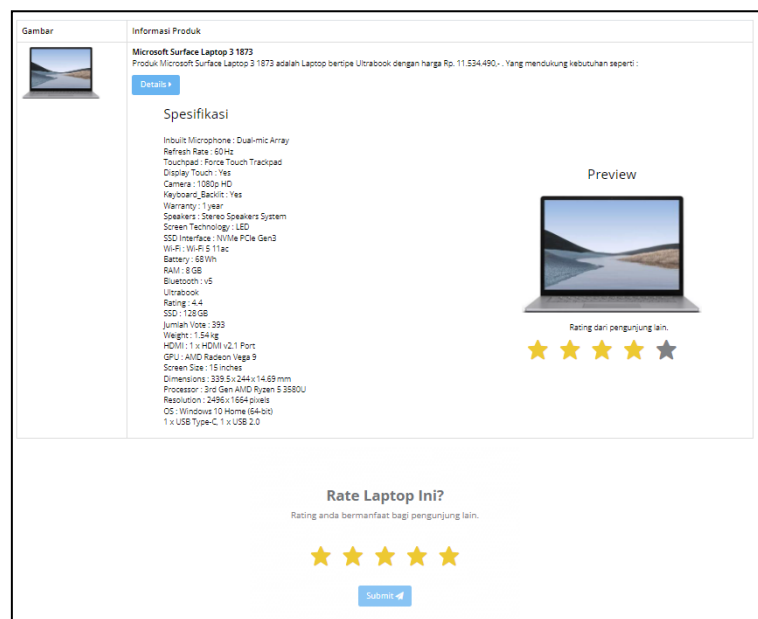 Gambar
Informasi Produk
Microsoft Surface Laptop 3 1873
Produk Microsoft Surface Laptop 3 1873 adalah Laptop bertipe Ultrabook dengan harga Rp. 11.534.490,- . Yang mendukung kebutuhan seperti :
Details
Spesifikasi
Inbuilt Microphone : Dual-mic Array
Refresh Rate : 60 Hz
Touchpad : Force Touch Trackpad
Display Touch : Yes
Camera : 1080p HD
Keyboard_Backlit : Yes
Warranty : 1 year
Speakers : Stereo Speakers System
Screen Technology : LED
SSD Interface : NVMe PCIe Gen3
Wi-Fi : Wi-Fi 5 11ac
Battery : 68 Wh
RAM : 8 GB
Bluetooth : v5
Ultrabook
Rating : 4.4
SSD : 128 GB
Jumlah Vote : 393
Weight : 1.54 kg
HDMI : 1 x HDMI v2.1 Port
GPU : AMD Radeon Vega 9
Screen Size : 15 inches
Dimensions : 339.5 x 244 x 14.69 mm
Processor : 3rd Gen AMD Ryzen 5 3580U
Resolution : 2496 x 1664 pixels
OS : Windows 10 Home (64-bit)
1 x USB Type-C, 1 x USB 2.0
Preview
Rating dari pengunjung lain.
Rate Laptop Ini?
Rating anda bermanfaat bagi pengunjung lain.
Submit